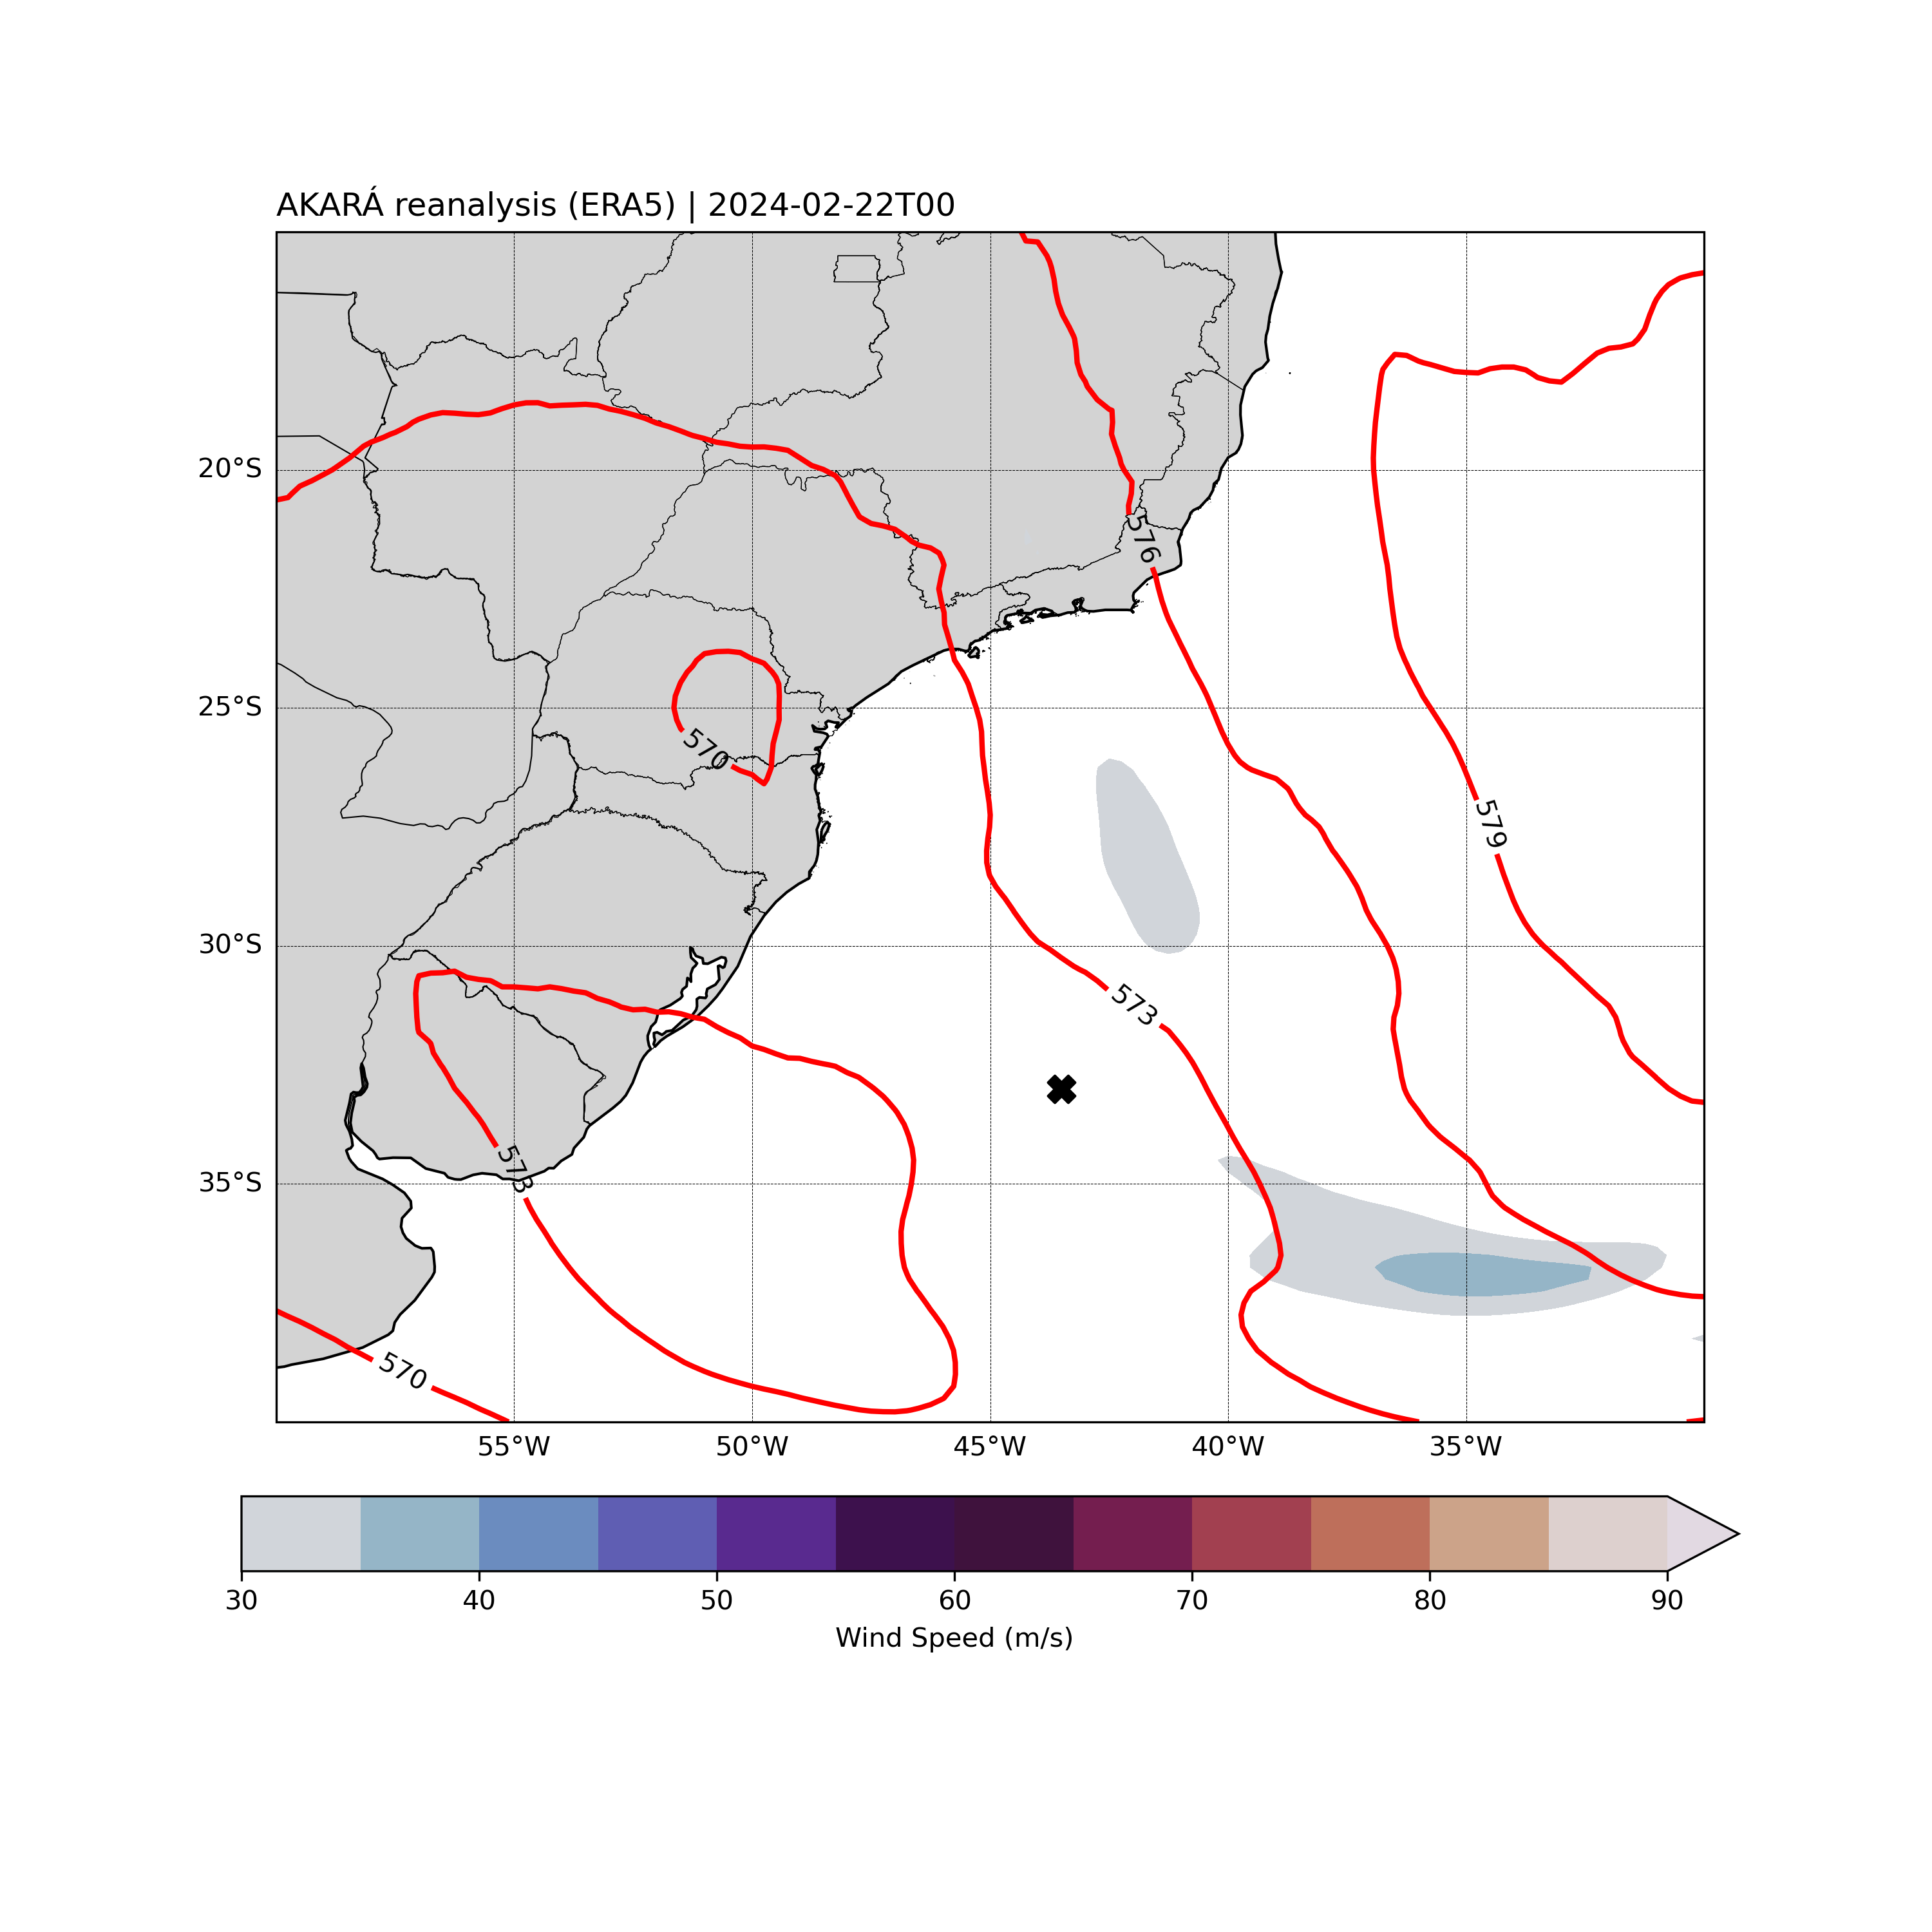 AKARÁ reanalysis (ERA5) | 2024-02-22T00
576
20°S
25°S
570
579
30°S
573
573
35°S
570
55°W 50°W 45°W 40°W 35°W
30 40 50 60 70 80 90
Wind Speed (m/s)